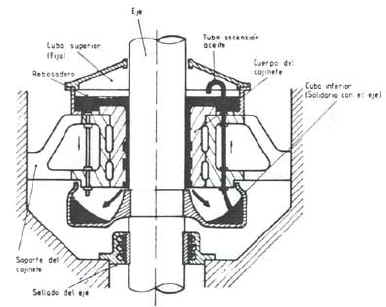 Eje
Tubo ascensión
aceite
Cuba superior
(Fija)
Rebosadero
Cuerpo del
cojinete
Cuba inferior
(Solidaria con el eje)
Soporte del
cojinete
Sellado del eje